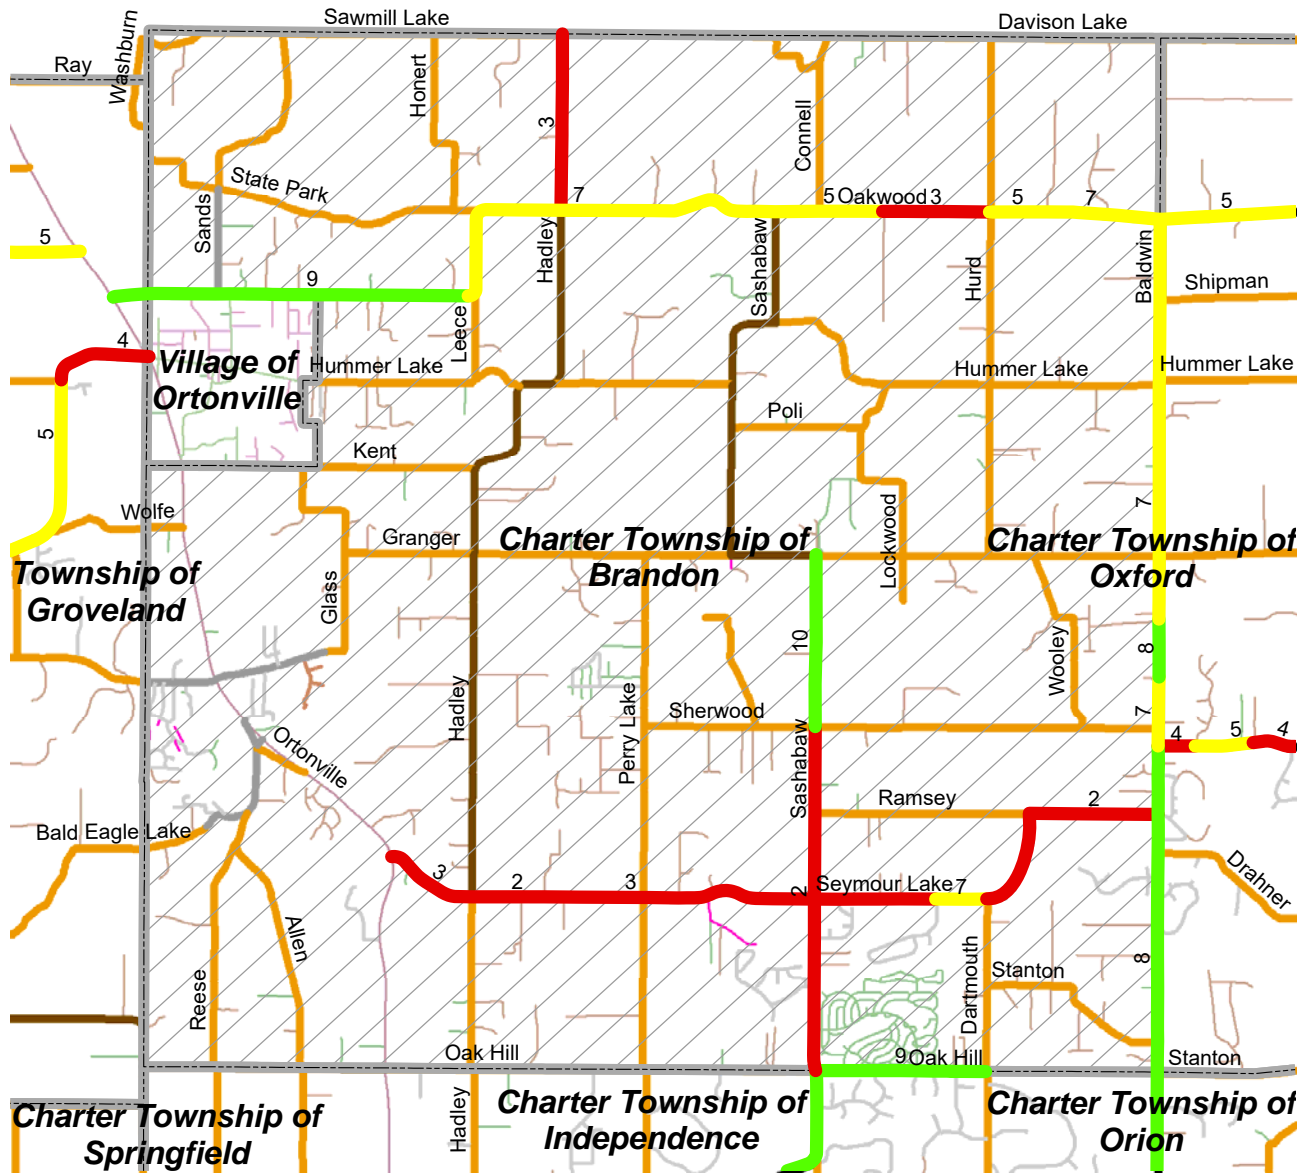 Sawmill Lake
Davison Lake
Washburn
Ray
Honert
3
Connell
State Park
Sands
7
5 Oakwood 3
5
7
5
5
Hadley
Sashabaw
Hurd
Baldwin
9
Shipman
Leece
4
Village of
Ortonville
Hummer Lake
Hummer Lake
Hummer Lake
Poli
5
Kent
7
Wolfe
Granger
Lockwood
Charter Township of
Brandon
Charter Township of
Oxford
Township of
Groveland
Glass
10
8
Wooley
Hadley
Perry Lake
Sherwood
7
4
5
4
Ortonville
Sashabaw
Ramsey
2
Bald Eagle Lake
Drahner
3
2
3
2
Seymour Lake 7
Allen
Reese
8
Dartmouth
Stanton
Oak Hill
9 Oak Hill
Stanton
Hadley
Charter Township of
Springfield
Charter Township of
Independence
Charter Township of
Orion